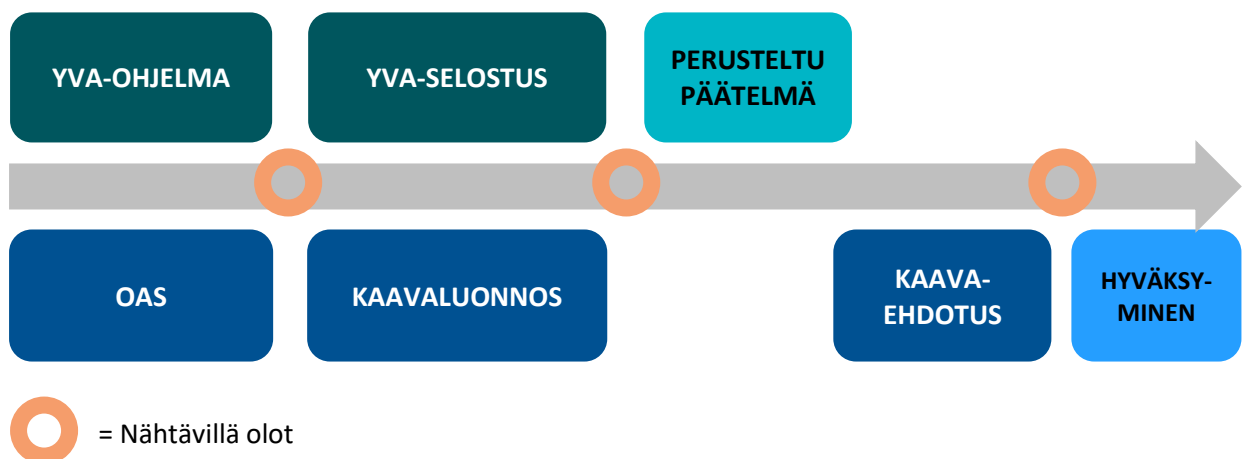 YVA-OHJELMA
YVA-SELOSTUS
PERUSTELTU
PÄÄTELMÄ
OAS
KAAVALUONNOS
KAAVA-
EHDOTUS
HYVÄKSY-
MINEN
= Nähtävillä olot